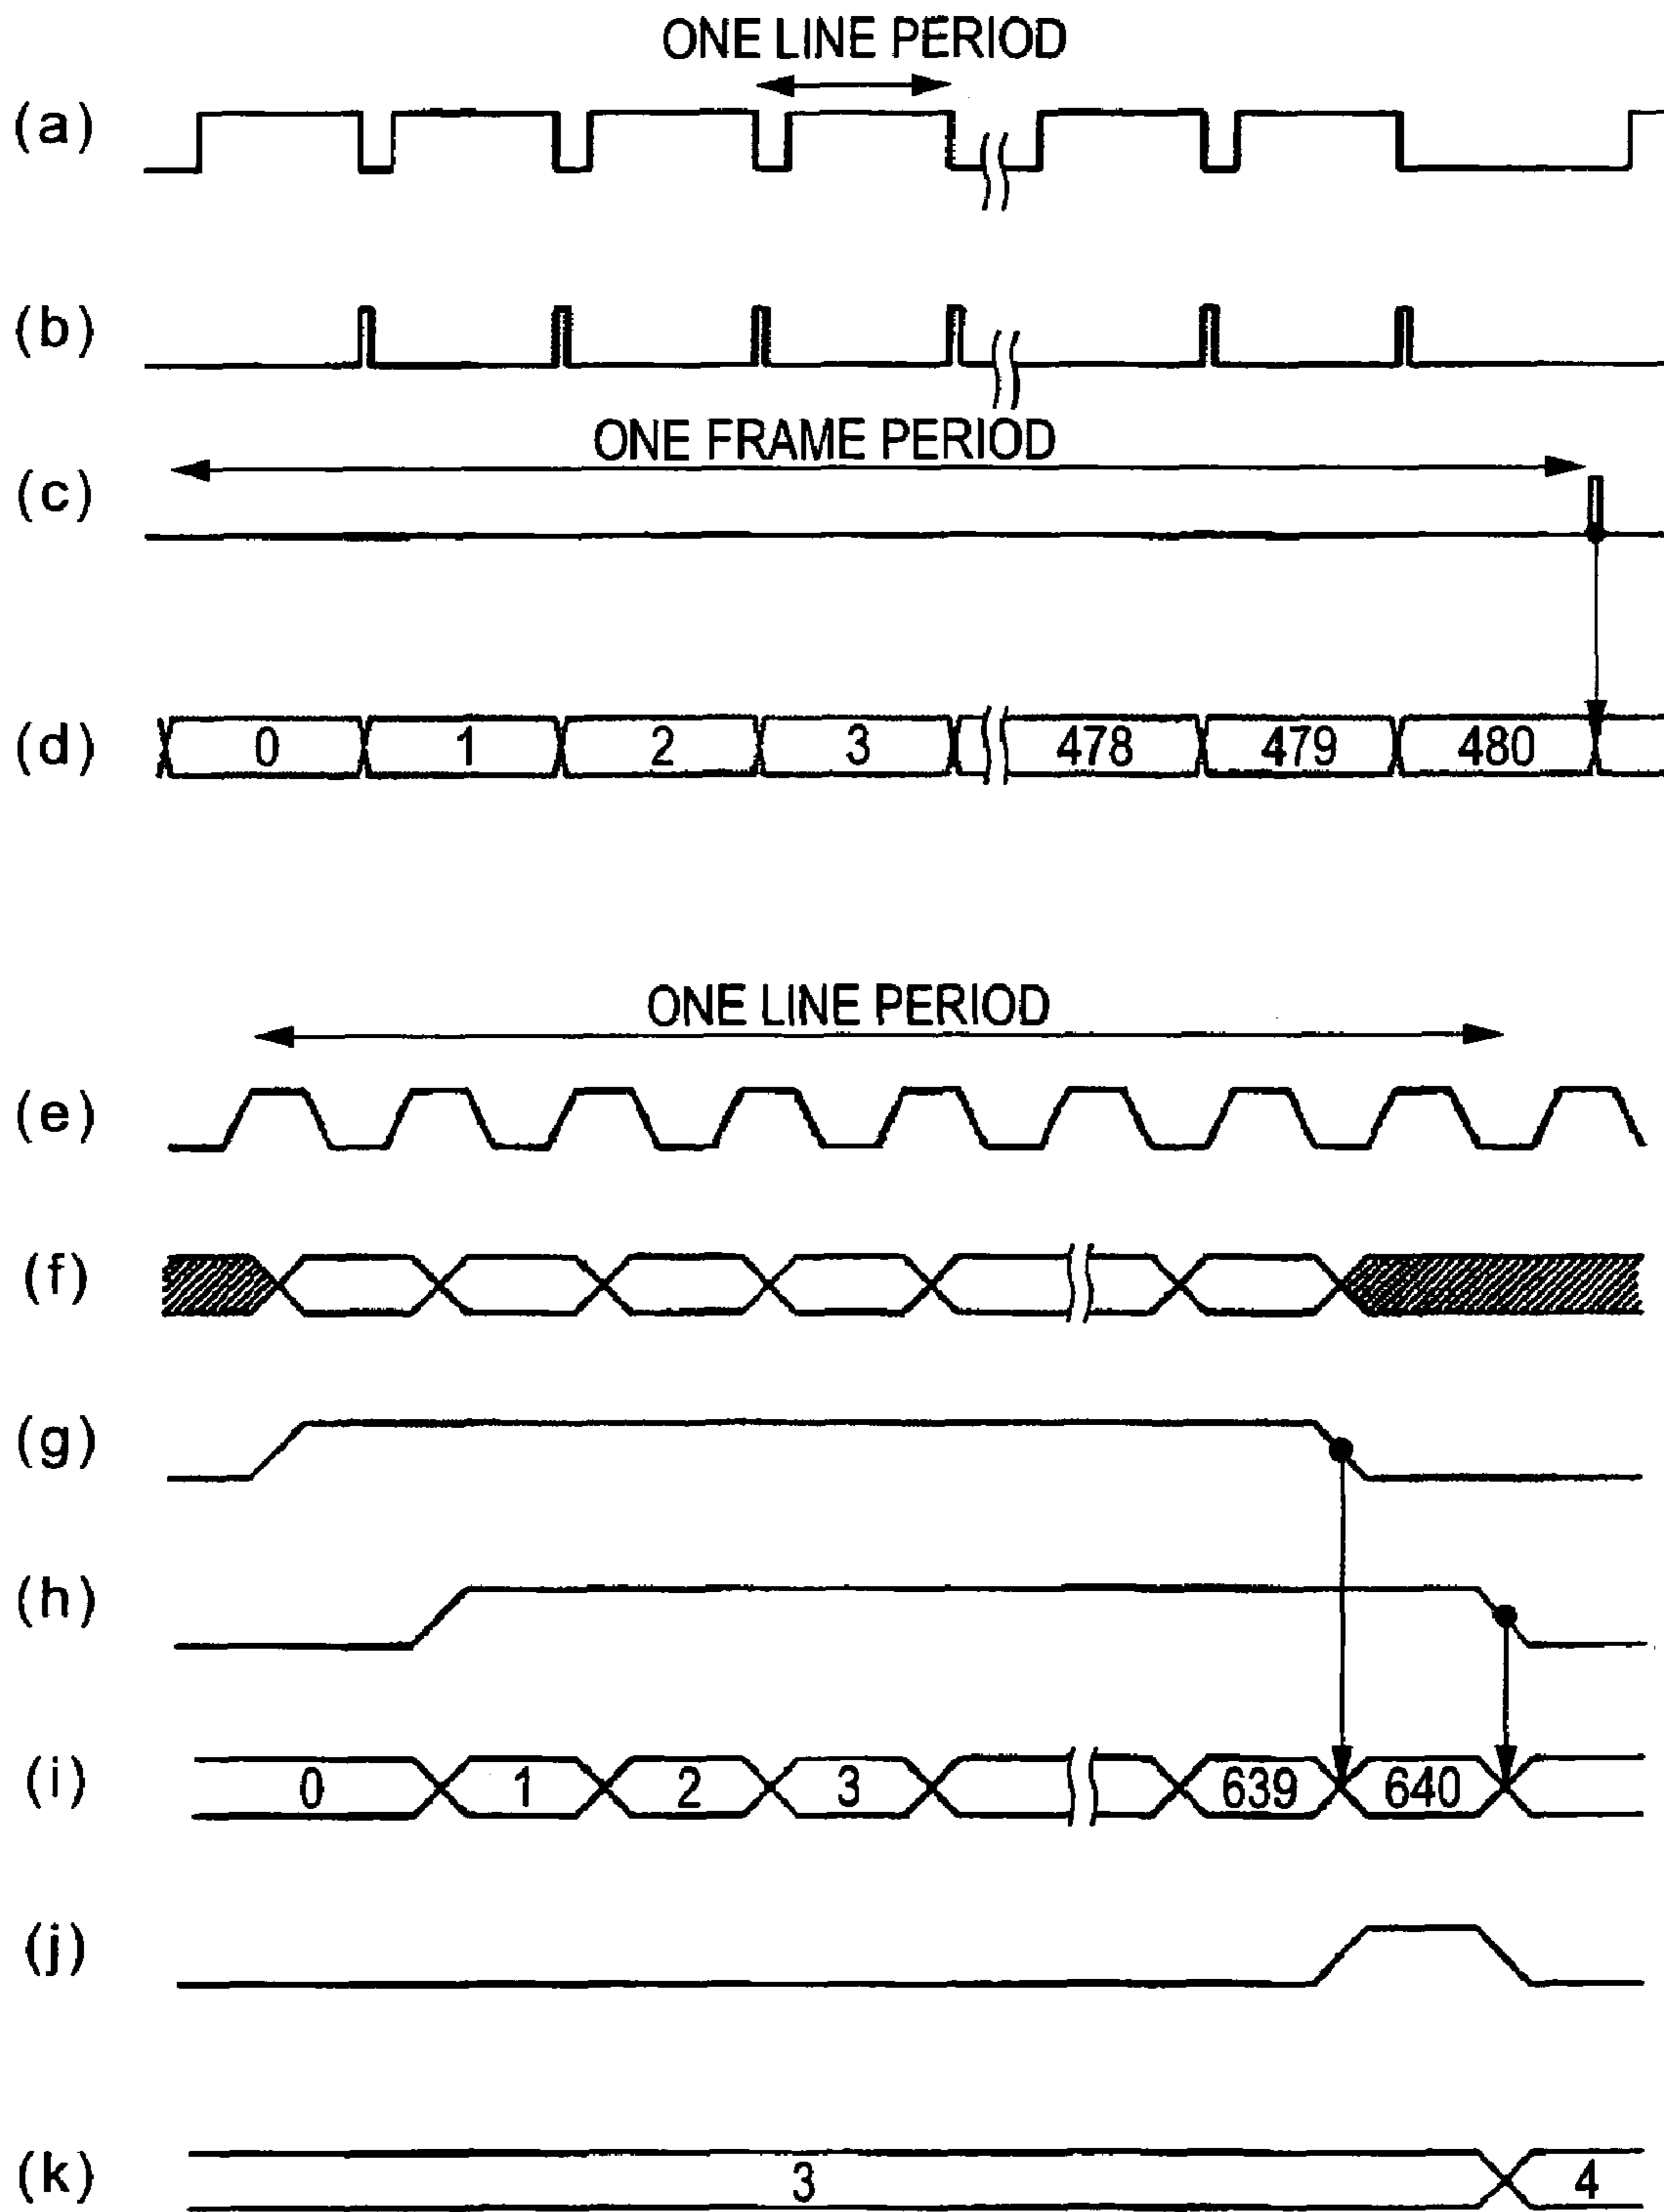 ONE LINE PERIOD
(a)
(b)
ONE FRAME PERIOD
(c)
(d) 0 1 2 3 478 479 480
ONE LINE PERIOD
(e)
(f)
(g)
(h)
(i) 0 1 2 3 639 640
(j)
(k) 3 4